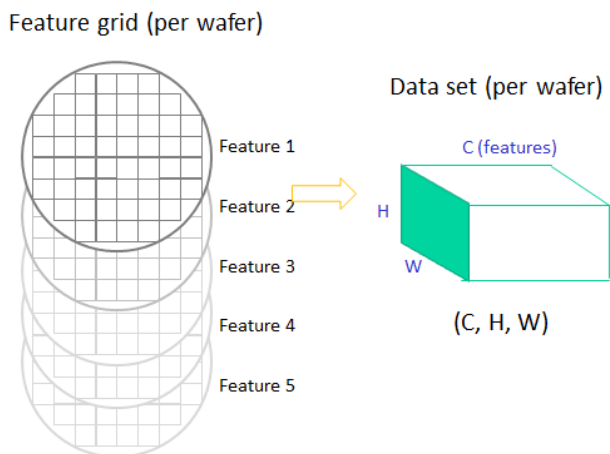 Feature grid (per wafer)
Feature 1
Feature 2
Feature 3
Feature 4
Feature 5
Data set (per wafer)
C (features)
H
W
(C, H, W)